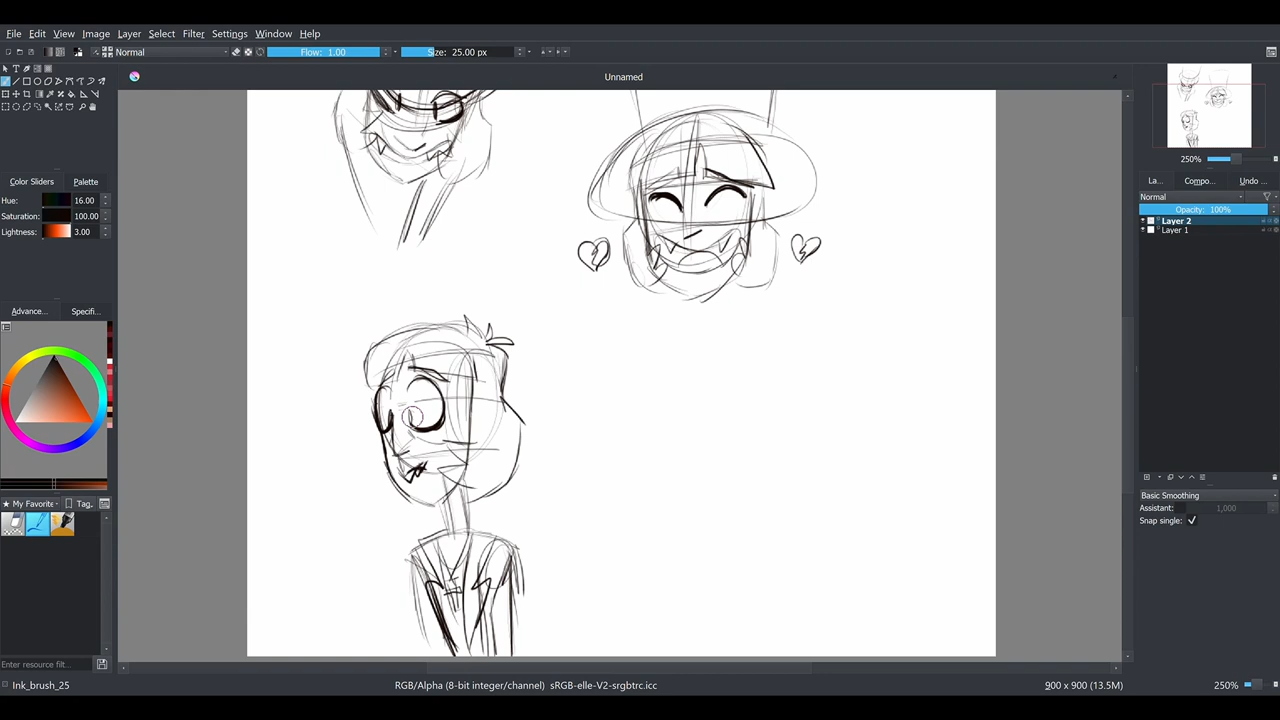 File Edit View Image Layer Select Filter Settings Window Help
Normal Flow: 1.00 Size: 25.00 px
Unnamed
250%
Color Sliders Palette
La... Compo... Undo ...
Hue: 16.00
Normal
Saturation: 100.00
Opacity: 100%
Lightness: 3.00
Layer 2
Layer 1
Advance... Specifi...
Basic Smoothing
My Favorite Tag
Assistant: 1,000
Snap single:
Enter resource filt...
Ink_brush_25
RGB/Alpha (8-bit integer/channel) sRGB-elle-V2-srgbtrc.icc
900 x 900 (13.5M)
250%